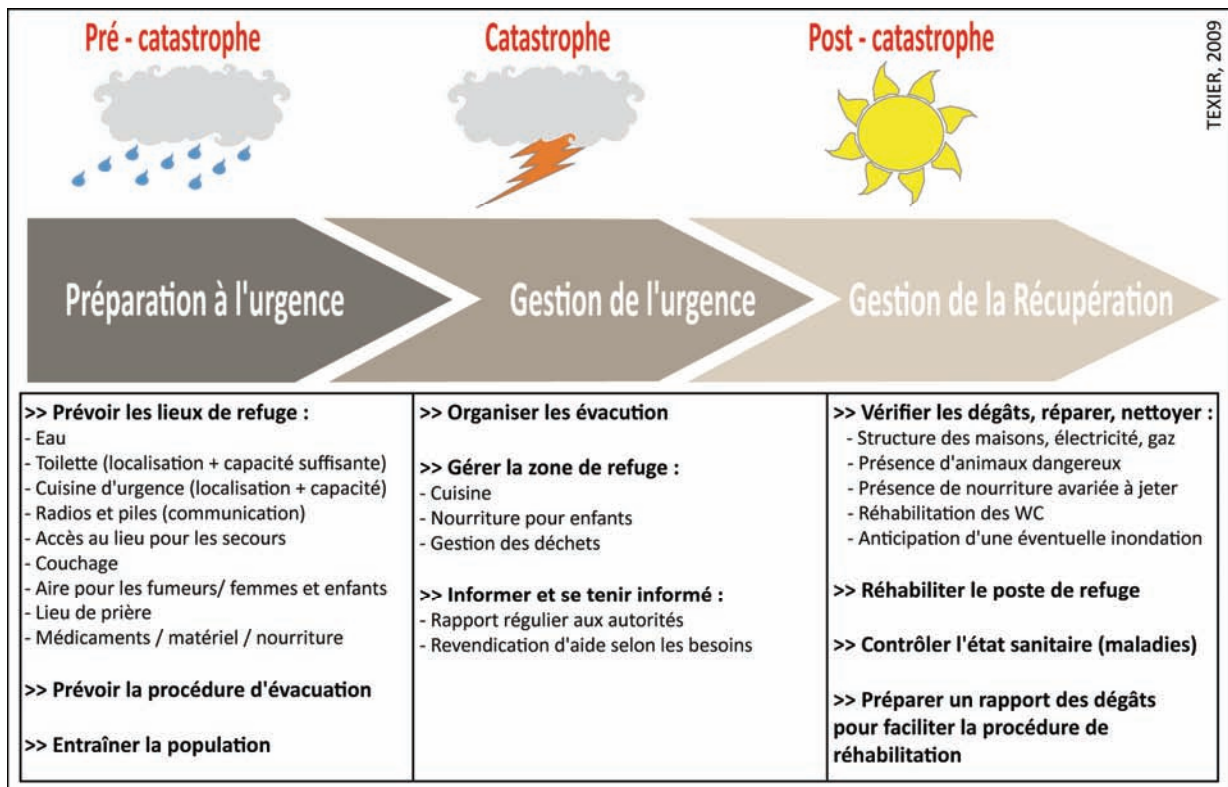 Pré - catastrophe
Catastrophe
Post - catastrophe
TEXIER, 2009
Préparation à l'urgence
Gestion de l'urgence
Gestion de la Récupération
>> Prévoir les lieux de refuge :
- Eau
- Toilette (localisation + capacité suffisante)
- Cuisine d'urgence (localisation + capacité)
- Radios et piles (communication)
- Accès au lieu pour les secours
- Couchage
- Aire pour les fumeurs/ femmes et enfants
- Lieu de prière
- Médicaments / matériel / nourriture
>> Prévoir la procédure d'évacuation
>> Entraîner la population
>> Organiser les évacution
>> Gérer la zone de refuge :
- Cuisine
- Nourriture pour enfants
- Gestion des déchets
>> Informer et se tenir informé :
- Rapport régulier aux autorités
- Revendication d'aide selon les besoins
>> Vérifier les dégâts, réparer, nettoyer :
- Structure des maisons, électricité, gaz
- Présence d'animaux dangereux
- Présence de nourriture avariée à jeter
- Réhabilitation des WC
- Anticipation d'une éventuelle inondation
>> Réhabiliter le poste de refuge
>> Contrôler l'état sanitaire (maladies)
>> Préparer un rapport des dégâts
pour faciliter la procédure de
réhabilitation